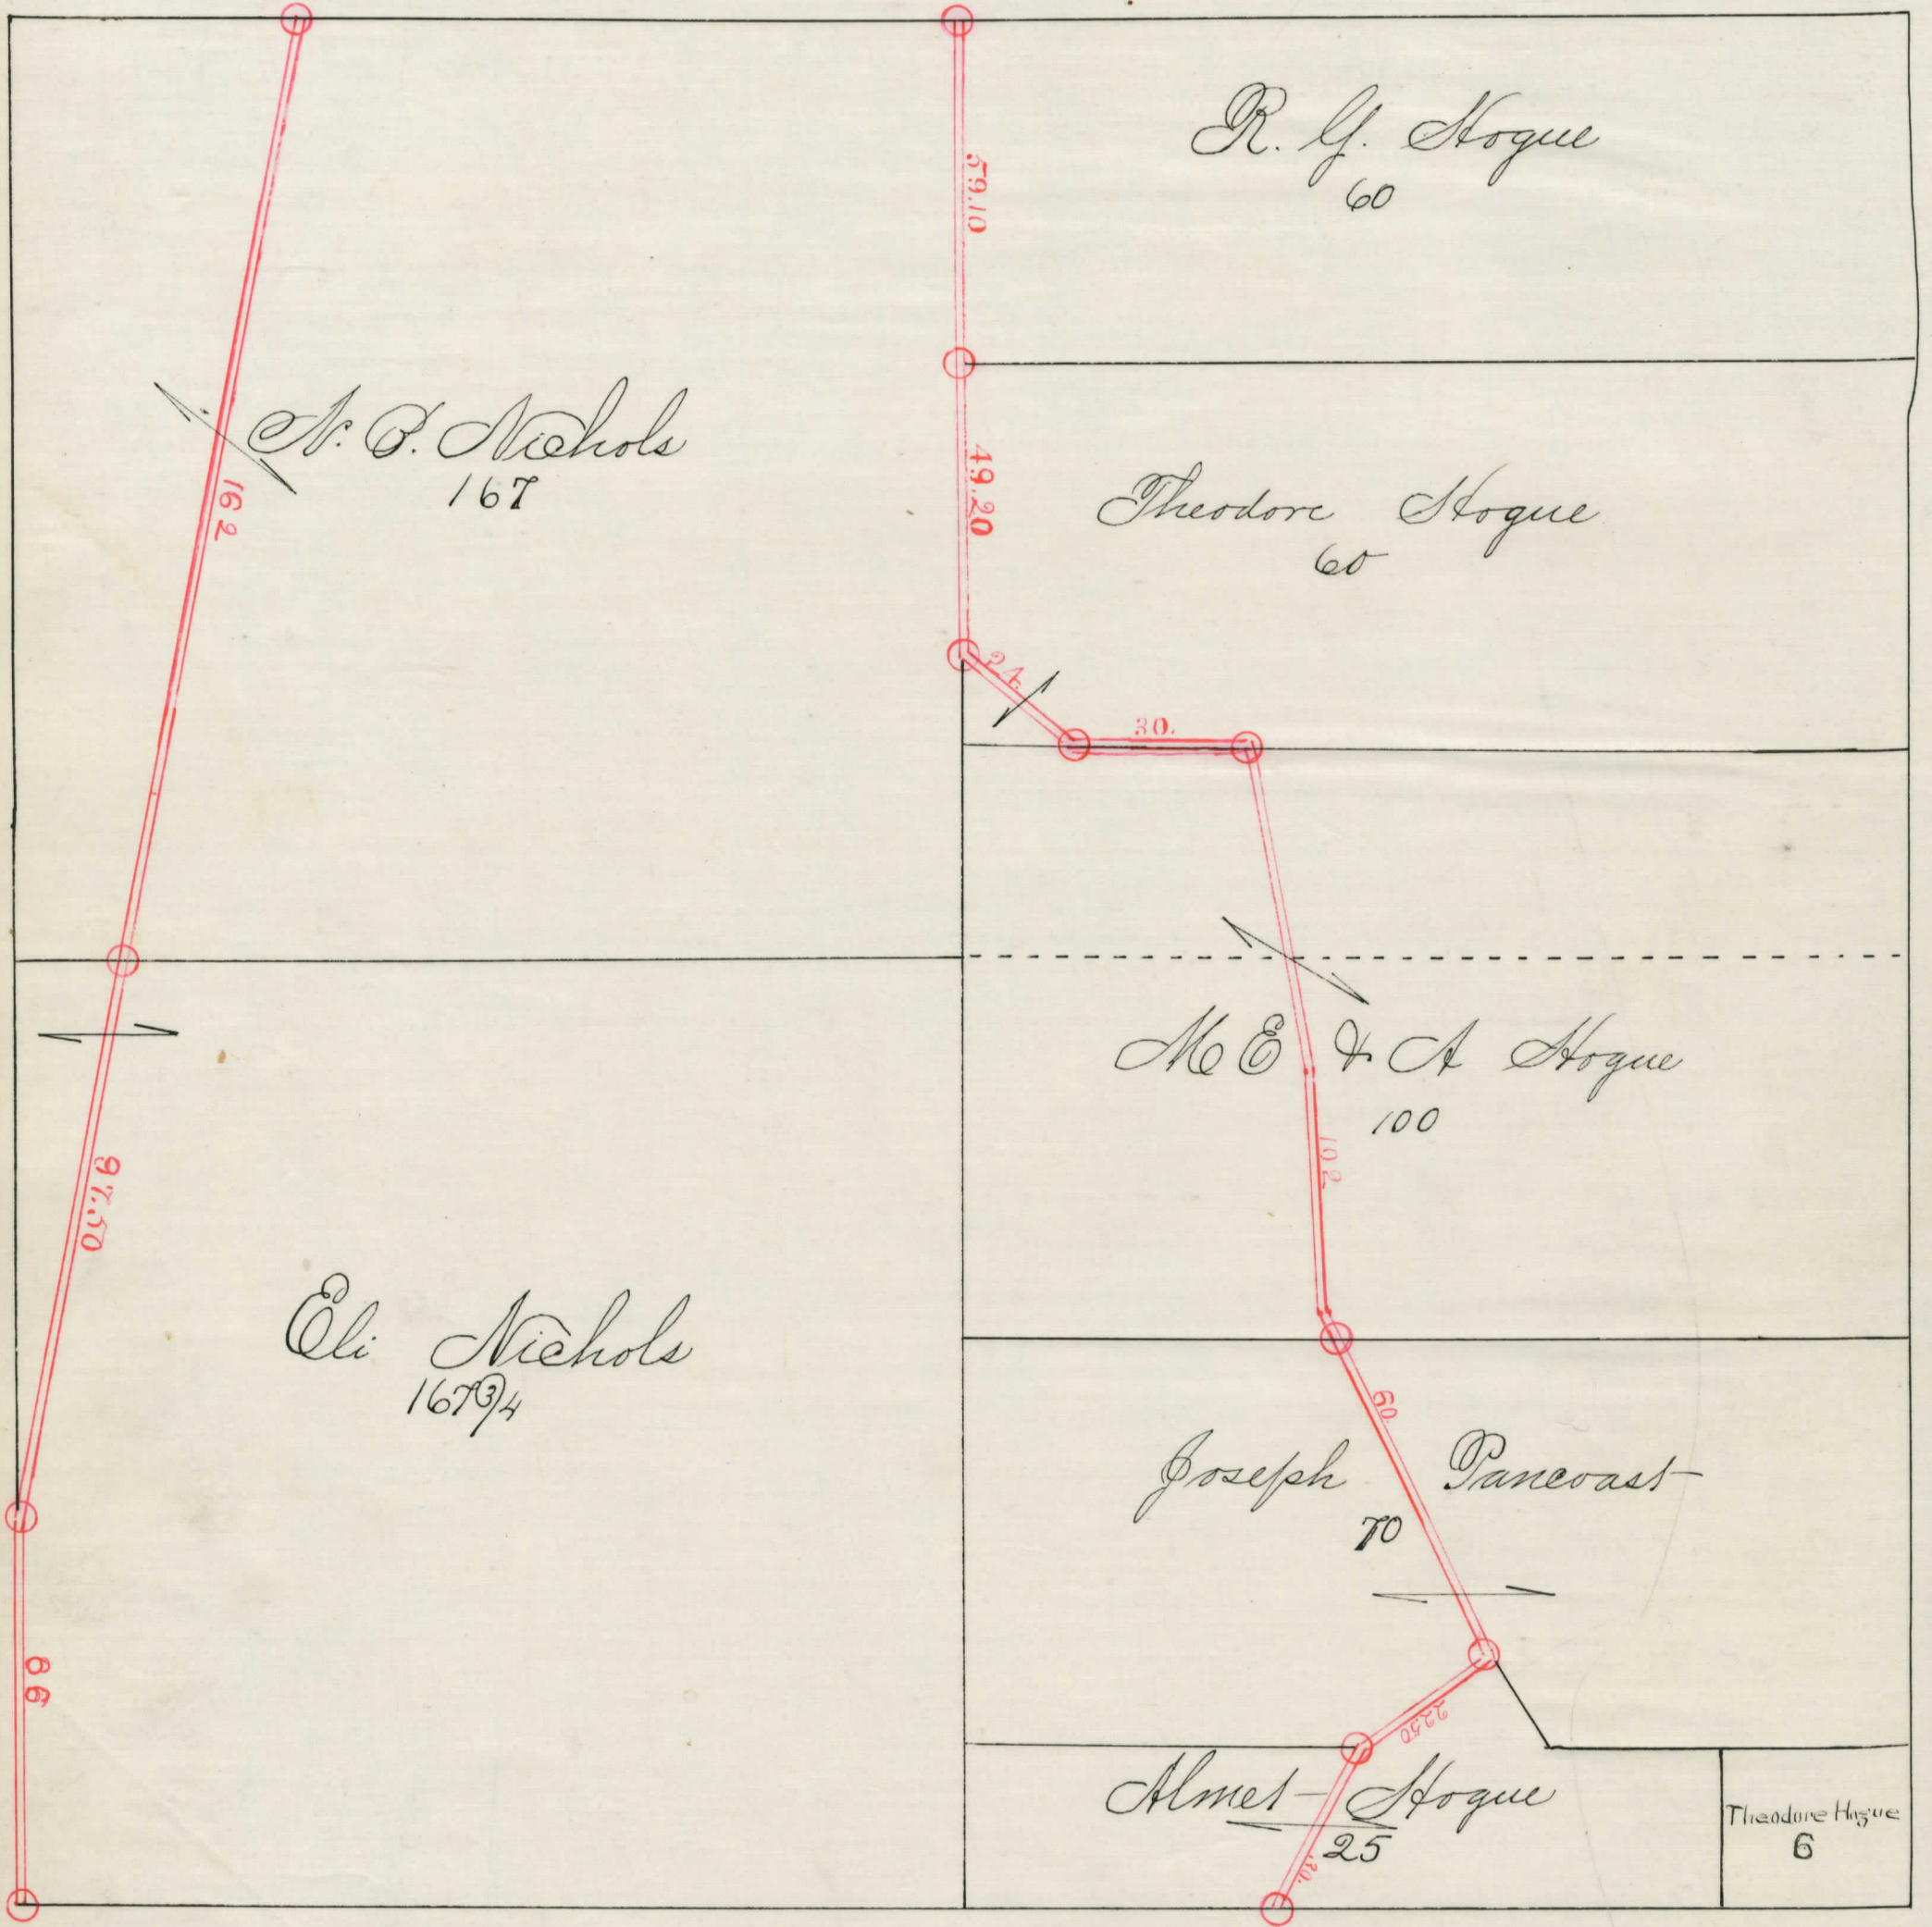 R. G. Hogue
60
59.10
N. B. Nichols
167
162
49.20
Theodore Hogue
60
24.
30.
M E & A Hogue
100
102
97.50
Eli Nichols
167 3/4
60.
Joseph Pancoast
70
66
22.50
Almet Hogue
25
30.
Theodore Hogue
6